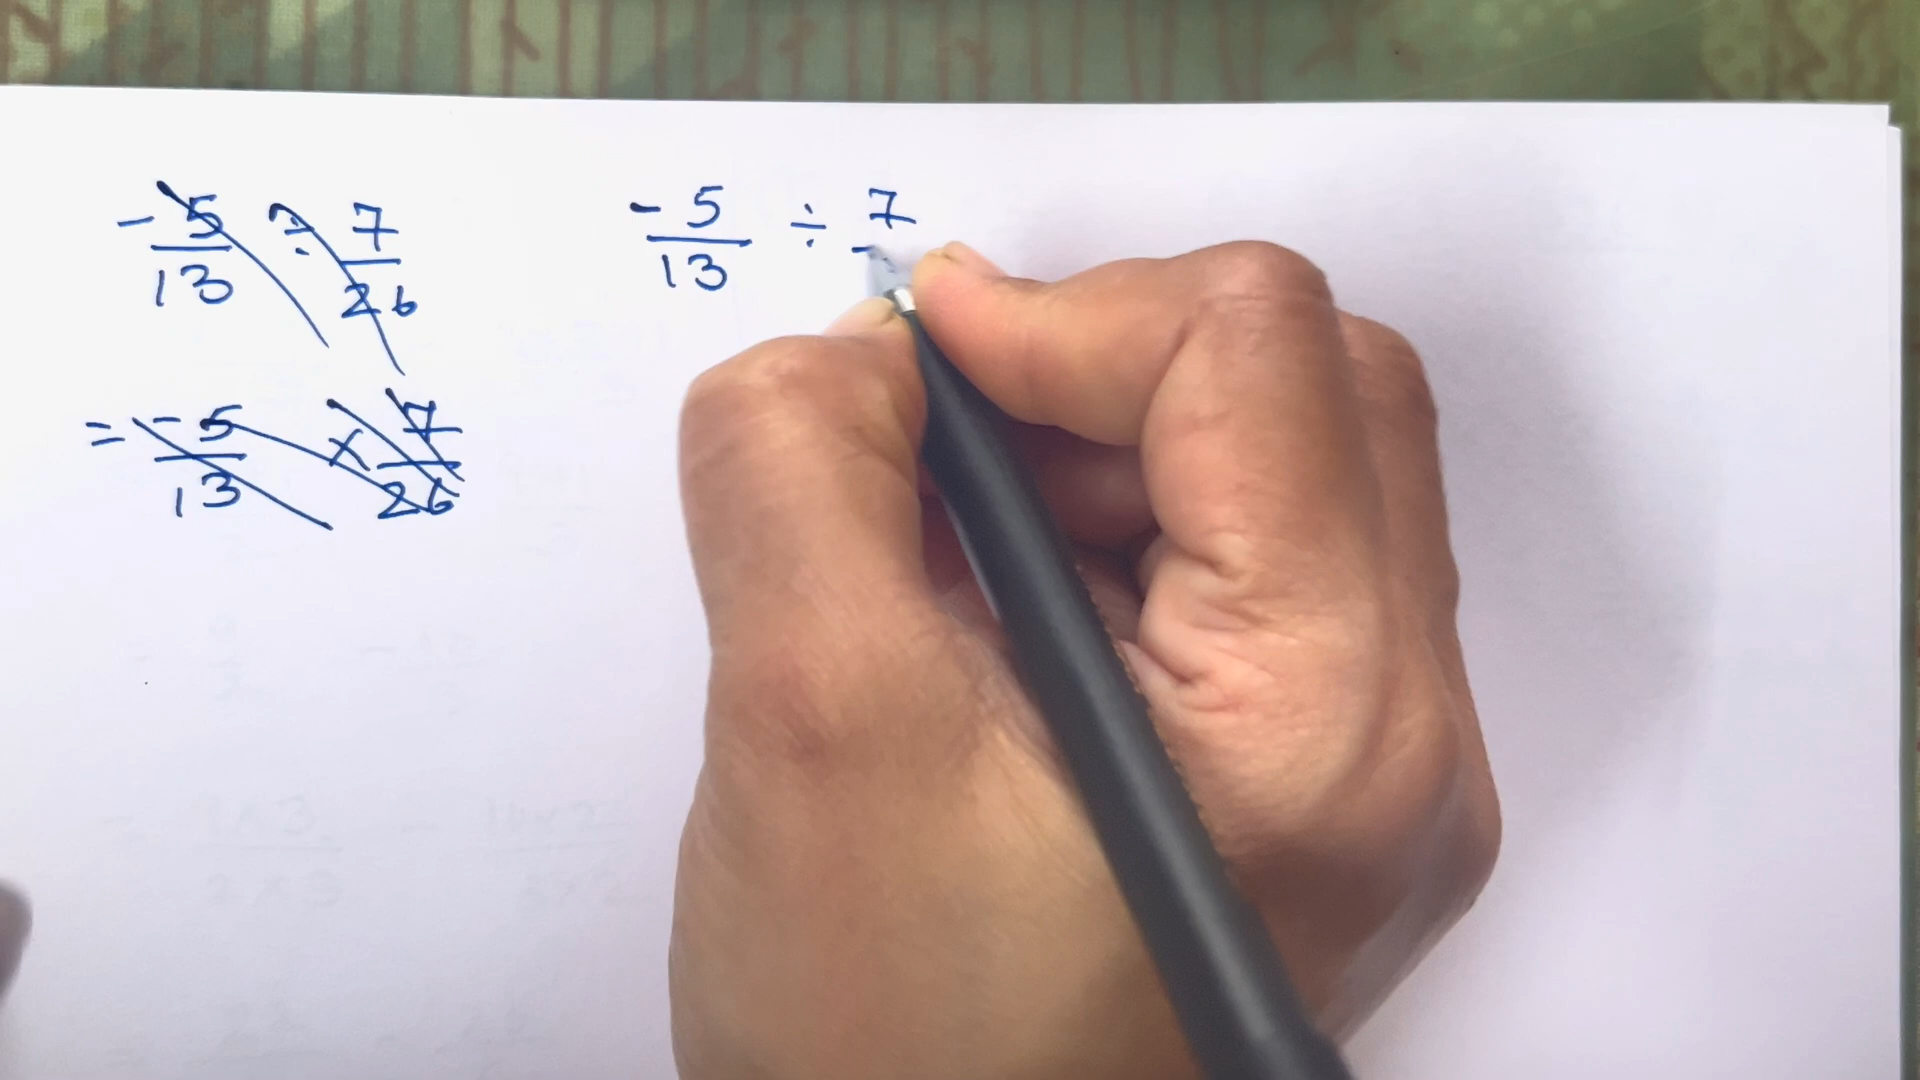 -5/13 ÷ 7/26
= -5/13 × 7/26
-5/13 ÷ 7